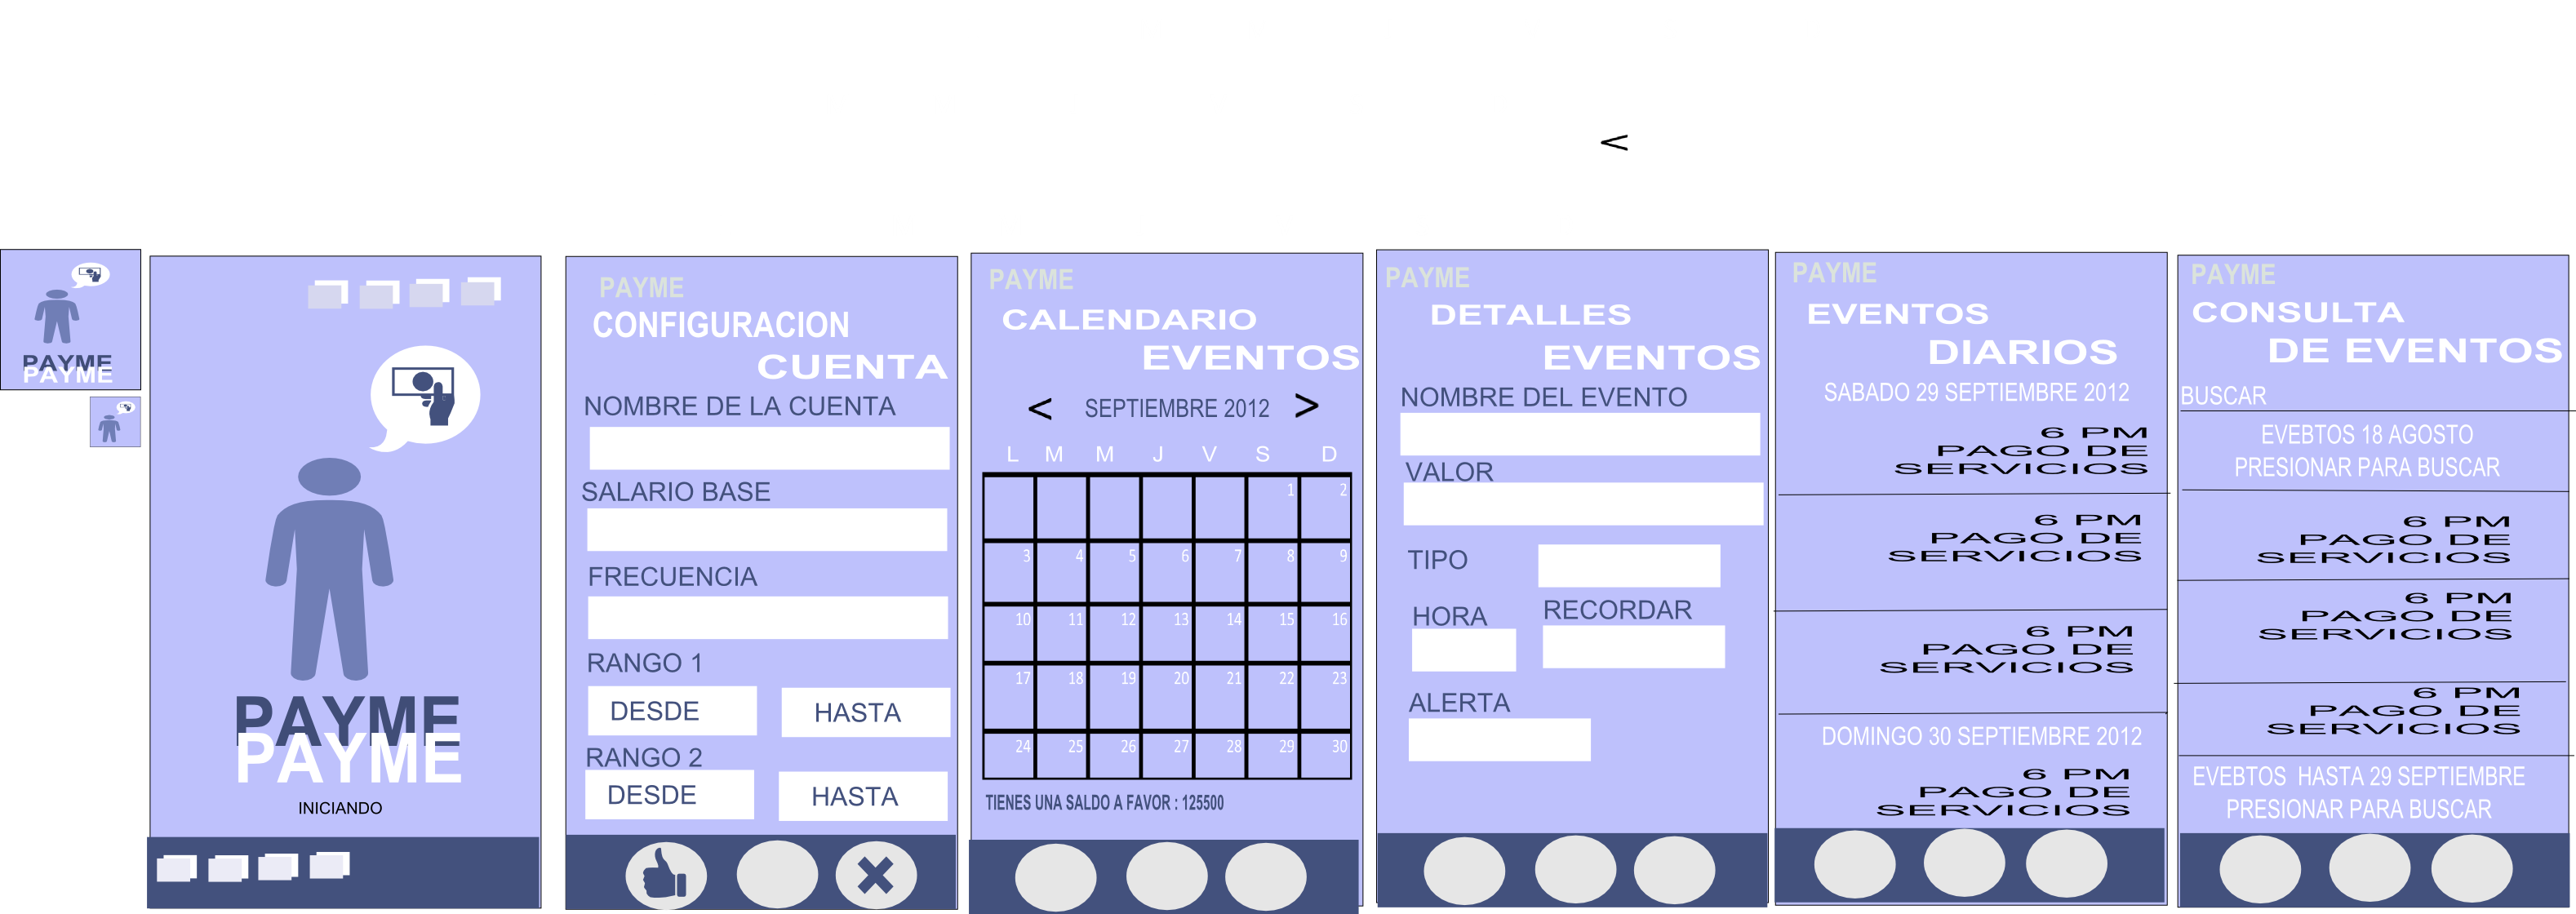 <
PAYME
PAYME
PAYME
PAYME
INICIANDO
PAYME
CONFIGURACION
CUENTA
NOMBRE DE LA CUENTA
SALARIO BASE
FRECUENCIA
RANGO 1
DESDE HASTA
RANGO 2
DESDE HASTA
PAYME
CALENDARIO
EVENTOS
< SEPTIEMBRE 2012 >
L M M J V S D
1 2
3 4 5 6 7 8 9
10 11 12 13 14 15 16
17 18 19 20 21 22 23
24 25 26 27 28 29 30
TIENES UNA SALDO A FAVOR : 125500
PAYME
DETALLES
EVENTOS
NOMBRE DEL EVENTO
VALOR
TIPO
HORA RECORDAR
ALERTA
PAYME
EVENTOS
DIARIOS
SABADO 29 SEPTIEMBRE 2012
6 PM
PAGO DE
SERVICIOS
6 PM
PAGO DE
SERVICIOS
6 PM
PAGO DE
SERVICIOS
DOMINGO 30 SEPTIEMBRE 2012
6 PM
PAGO DE
SERVICIOS
PAYME
CONSULTA
DE EVENTOS
BUSCAR
EVEBTOS 18 AGOSTO
PRESIONAR PARA BUSCAR
6 PM
PAGO DE
SERVICIOS
6 PM
PAGO DE
SERVICIOS
6 PM
PAGO DE
SERVICIOS
EVEBTOS HASTA 29 SEPTIEMBRE
PRESIONAR PARA BUSCAR